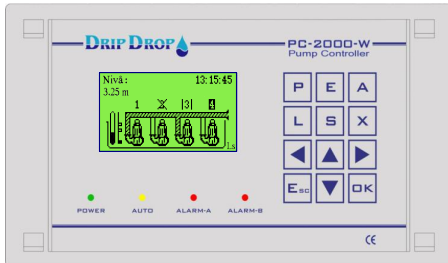 DRIP DROP
PC-2000-W
Pump Controller
Nivå: 13:15:45
3.25 m
1 2 |3| 4
Ls
P E A
L S X
Esc OK
POWER AUTO ALARM-A ALARM-B
CE